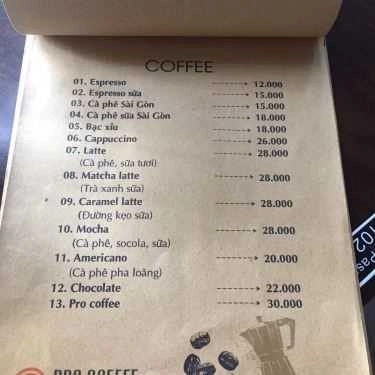 COFFEE
01. Espresso 12.000
02. Espresso sữa 15.000
03. Cà phê Sài Gòn 15.000
04. Cà phê sữa Sài Gòn 18.000
05. Bạc xỉu 18.000
06. Cappuccino 26.000
07. Latte 28.000
(Cà phê, sữa tươi)
08. Matcha latte 28.000
(Trà xanh sữa)
09. Caramel latte 28.000
(Đường kẹo sữa)
10. Mocha 28.000
(Cà phê, socola, sữa)
11. Americano 20.000
(Cà phê pha loãng)
12. Chocolate 22.000
13. Pro coffee 30.000
PRO COFFEE
102
Pas